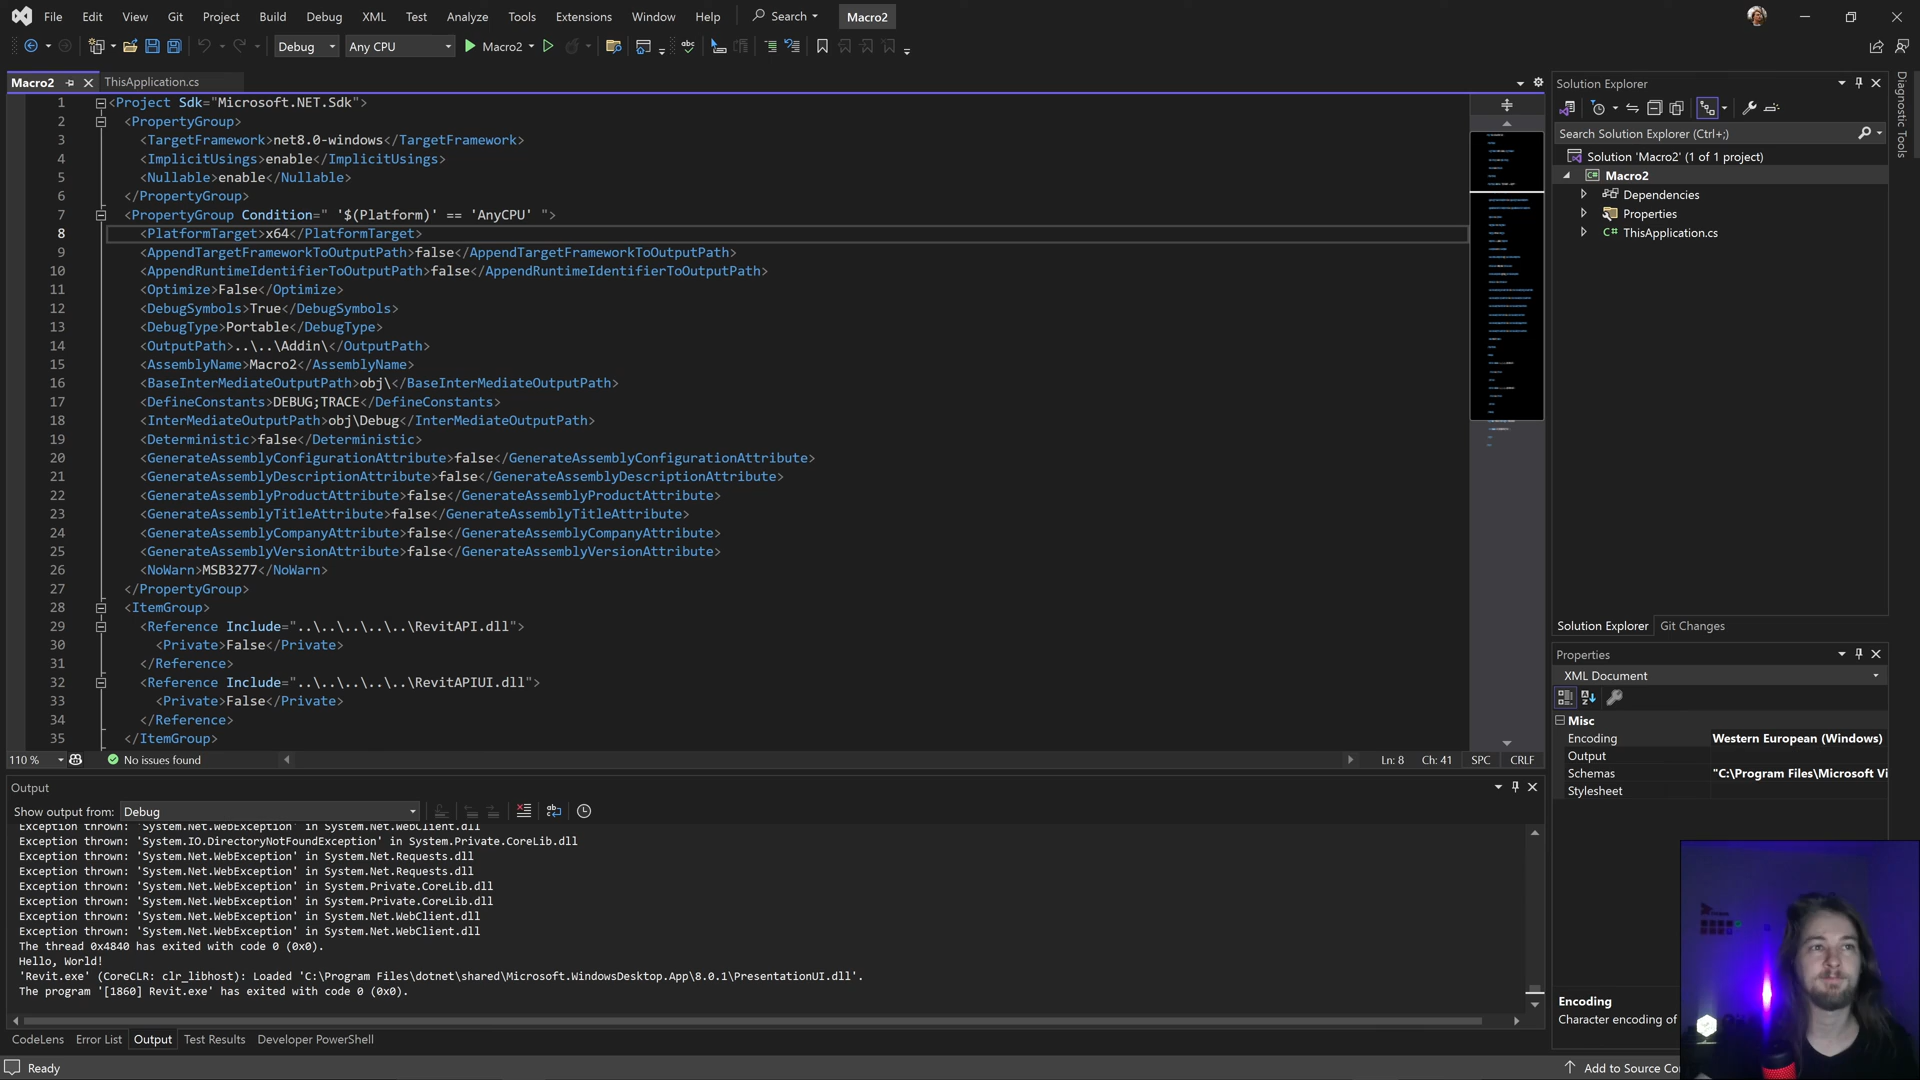 File Edit View Git Project Build Debug XML Test Analyze Tools Extensions Window Help Search Macro2
Debug Any CPU Macro2
Macro2 ThisApplication.cs
1 <Project Sdk="Microsoft.NET.Sdk">
2 <PropertyGroup>
3 <TargetFramework>net8.0-windows</TargetFramework>
4 <ImplicitUsings>enable</ImplicitUsings>
5 <Nullable>enable</Nullable>
6 </PropertyGroup>
7 <PropertyGroup Condition=" '$(Platform)' == 'AnyCPU' ">
8 <PlatformTarget>x64</PlatformTarget>
9 <AppendTargetFrameworkToOutputPath>false</AppendTargetFrameworkToOutputPath>
10 <AppendRuntimeIdentifierToOutputPath>false</AppendRuntimeIdentifierToOutputPath>
11 <Optimize>False</Optimize>
12 <DebugSymbols>True</DebugSymbols>
13 <DebugType>Portable</DebugType>
14 <OutputPath>..\..\Addin\</OutputPath>
15 <AssemblyName>Macro2</AssemblyName>
16 <BaseInterMediateOutputPath>obj\</BaseInterMediateOutputPath>
17 <DefineConstants>DEBUG;TRACE</DefineConstants>
18 <InterMediateOutputPath>obj\Debug</InterMediateOutputPath>
19 <Deterministic>false</Deterministic>
20 <GenerateAssemblyConfigurationAttribute>false</GenerateAssemblyConfigurationAttribute>
21 <GenerateAssemblyDescriptionAttribute>false</GenerateAssemblyDescriptionAttribute>
22 <GenerateAssemblyProductAttribute>false</GenerateAssemblyProductAttribute>
23 <GenerateAssemblyTitleAttribute>false</GenerateAssemblyTitleAttribute>
24 <GenerateAssemblyCompanyAttribute>false</GenerateAssemblyCompanyAttribute>
25 <GenerateAssemblyVersionAttribute>false</GenerateAssemblyVersionAttribute>
26 <NoWarn>MSB3277</NoWarn>
27 </PropertyGroup>
28 <ItemGroup>
29 <Reference Include="..\..\..\..\..\RevitAPI.dll">
30 <Private>False</Private>
31 </Reference>
32 <Reference Include="..\..\..\..\..\RevitAPIUI.dll">
33 <Private>False</Private>
34 </Reference>
35 </ItemGroup>
110 % No issues found Ln: 8 Ch: 41 SPC CRLF
Output
Show output from: Debug
Exception thrown: 'System.Net.WebException' in System.Net.WebClient.dll
Exception thrown: 'System.IO.DirectoryNotFoundException' in System.Private.CoreLib.dll
Exception thrown: 'System.Net.WebException' in System.Net.Requests.dll
Exception thrown: 'System.Net.WebException' in System.Net.Requests.dll
Exception thrown: 'System.Net.WebException' in System.Private.CoreLib.dll
Exception thrown: 'System.Net.WebException' in System.Private.CoreLib.dll
Exception thrown: 'System.Net.WebException' in System.Net.WebClient.dll
Exception thrown: 'System.Net.WebException' in System.Net.WebClient.dll
The thread 0x4840 has exited with code 0 (0x0).
Hello, World!
'Revit.exe' (CoreCLR: clr_libhost): Loaded 'C:\Program Files\dotnet\shared\Microsoft.WindowsDesktop.App\8.0.1\PresentationUI.dll'.
The program '[1860] Revit.exe' has exited with code 0 (0x0).
CodeLens Error List Output Test Results Developer PowerShell
Ready
Solution Explorer
Search Solution Explorer (Ctrl+;)
Solution 'Macro2' (1 of 1 project)
Macro2
Dependencies
Properties
C# ThisApplication.cs
Solution Explorer Git Changes
Properties
XML Document
Misc
Encoding Western European (Windows)
Output
Schemas "C:\Program Files\Microsoft Vi
Stylesheet
Encoding
Character encoding of
Add to Source Co
Diagnostic Tools